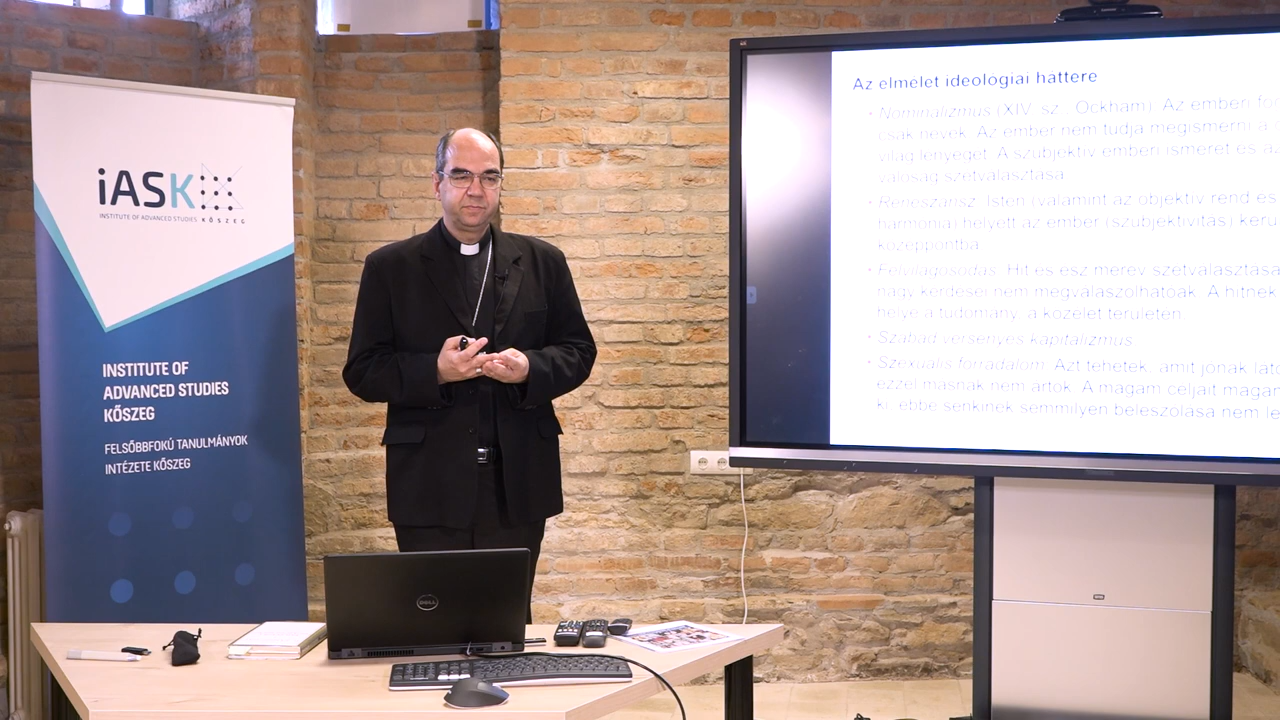 iASK
INSTITUTE OF ADVANCED STUDIES KŐSZEG
INSTITUTE OF
ADVANCED STUDIES
KŐSZEG
FELSŐBBFOKÚ TANULMÁNYOK
INTÉZETE KŐSZEG
DELL
Az elmélet ideológiai háttere
• Nominalizmus (XIV. sz., Ockham). Az emberi
csak nevek. Az ember nem tudja megismerni a
világ lényegét. A szubjektív emberi ismeret és az
valóság szétválasztása.
• Reneszánsz. Isten (valamint az objektív rend és
harmónia) helyett az ember (szubjektivitás)
középpontba.
• Felvilágosodás. Hit és ész merev szétválasztása
nagy kérdései nem megválaszolhatóak. A hitnek
helye a tudomány, a közélet területén.
• Szabad versenyes kapitalizmus.
• Szexuális forradalom. Azt tehetek, amit jónak
ezzel másnak nem ártok. A magam céljait magam
ki, ebbe senkinek semmilyen beleszólása nem